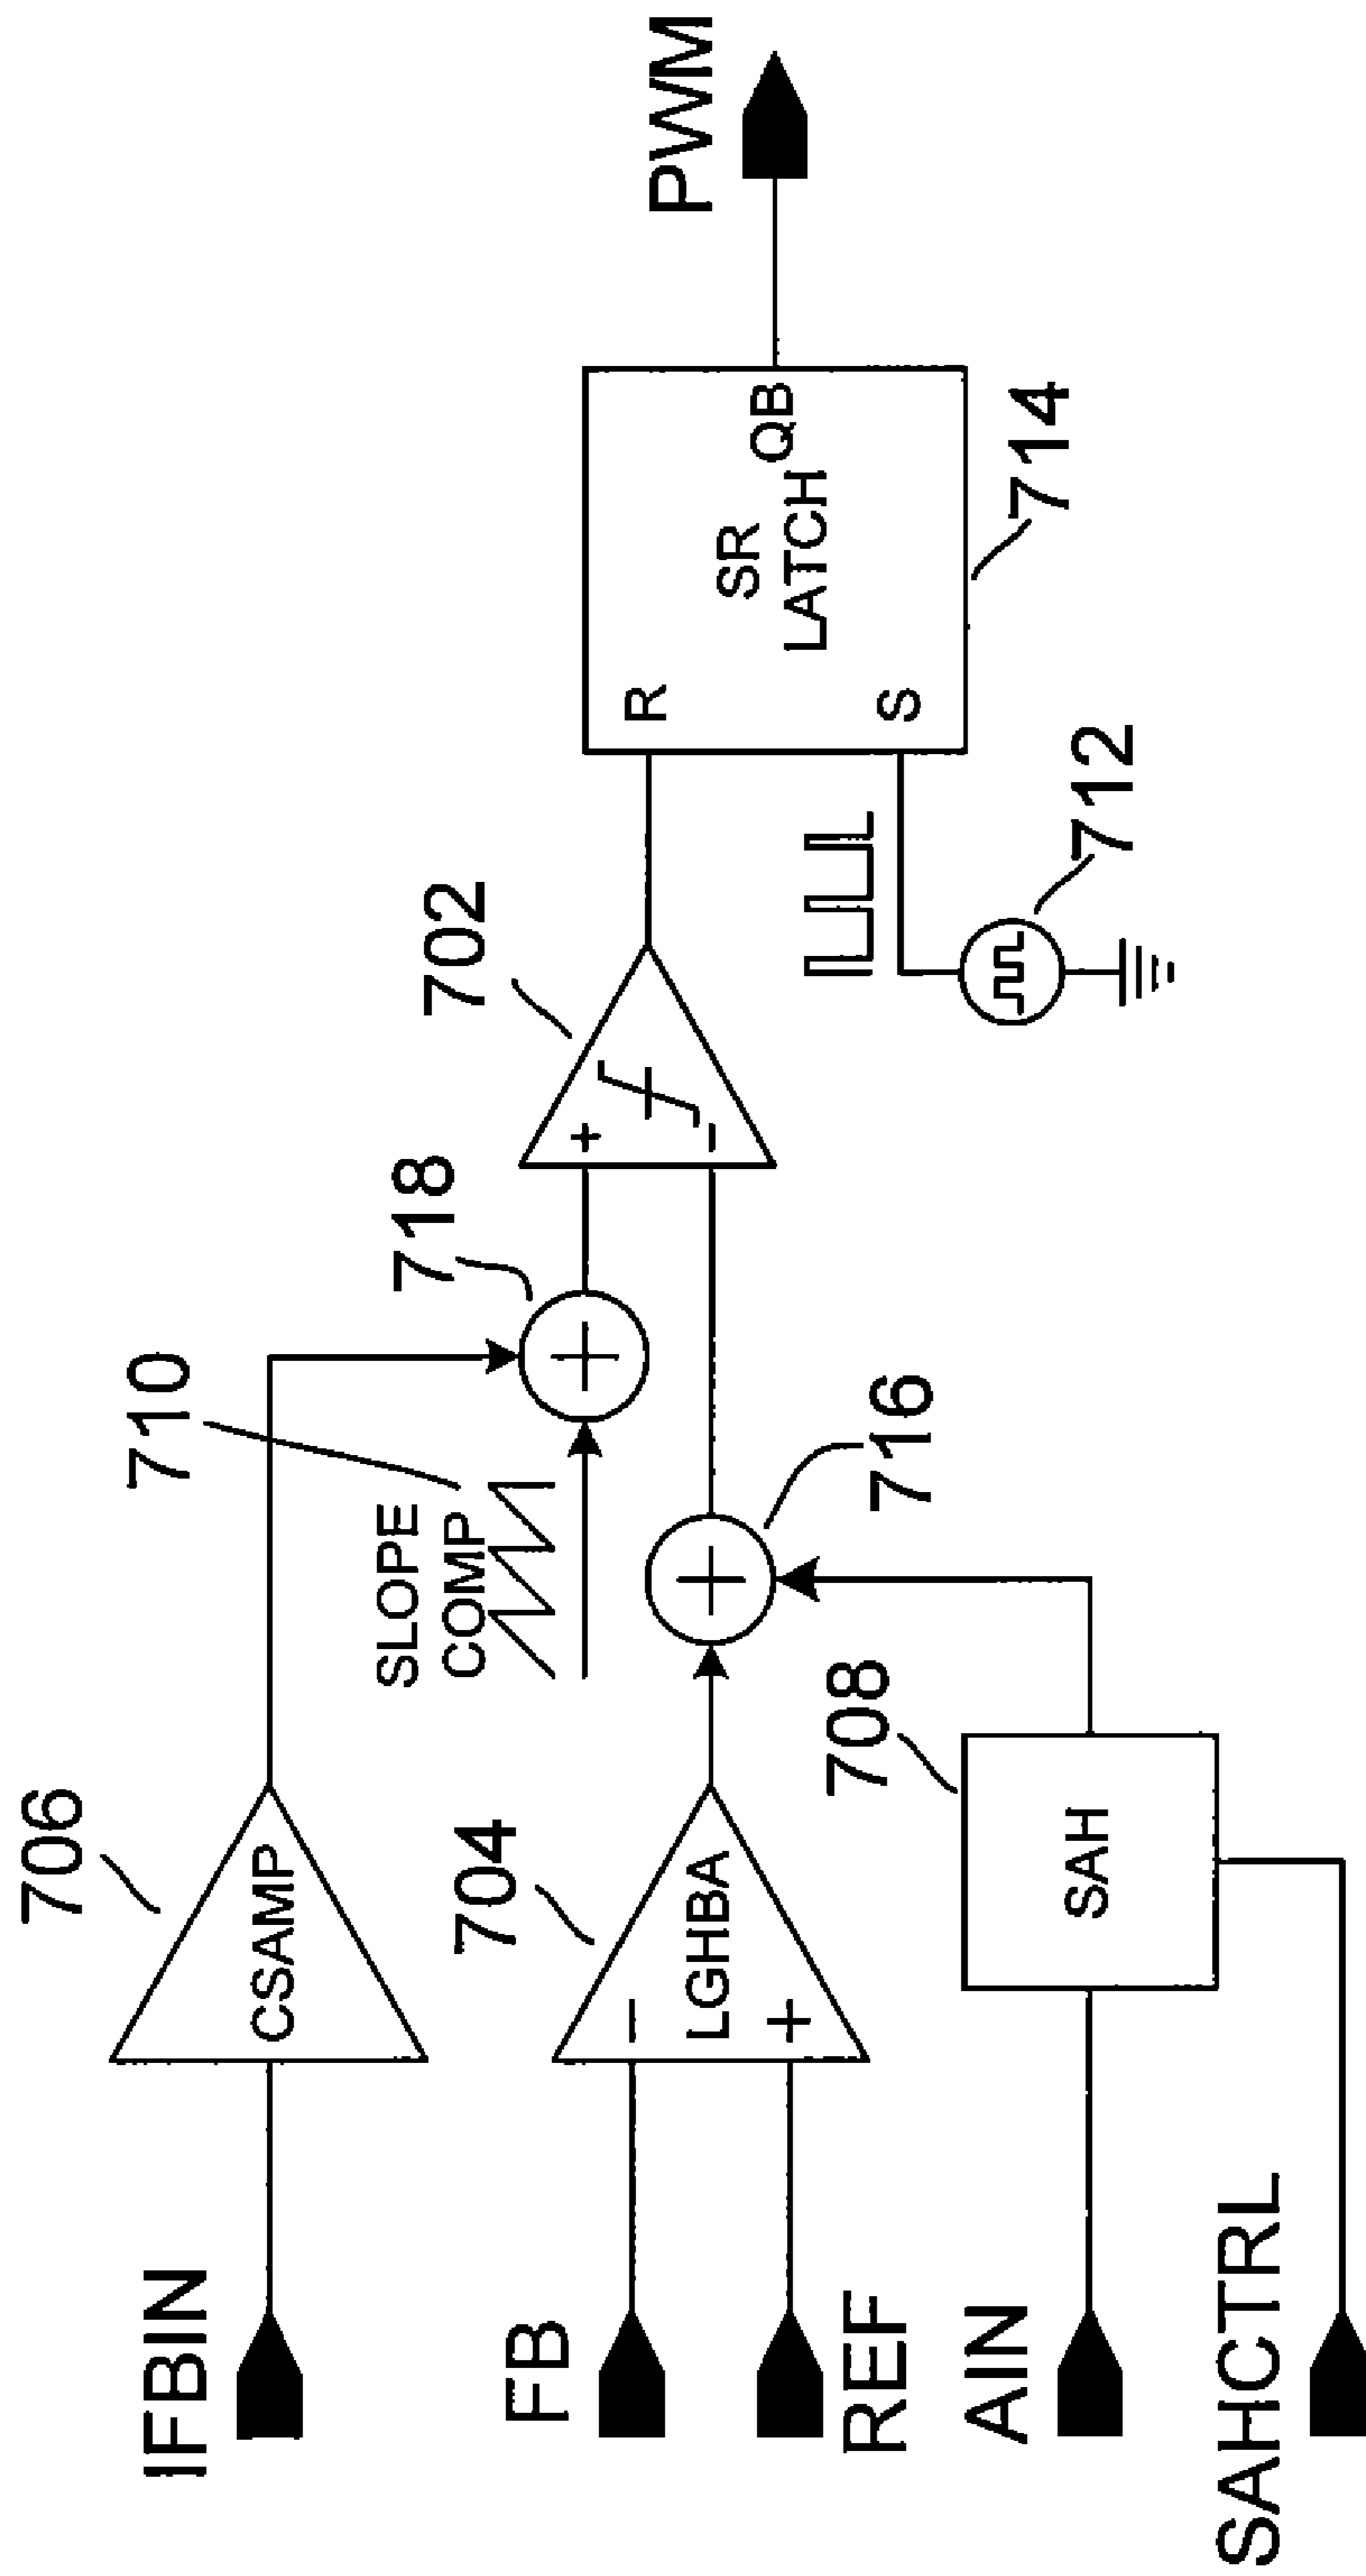 706
IFBIN
CSAMP
710
718
SLOPE
COMP
702
704
FB
LGHBA
REF
+
-
-
+
716
708
AIN
SAH
SAHCTRL
R
SR
LATCH
QB
S
714
712
PWM